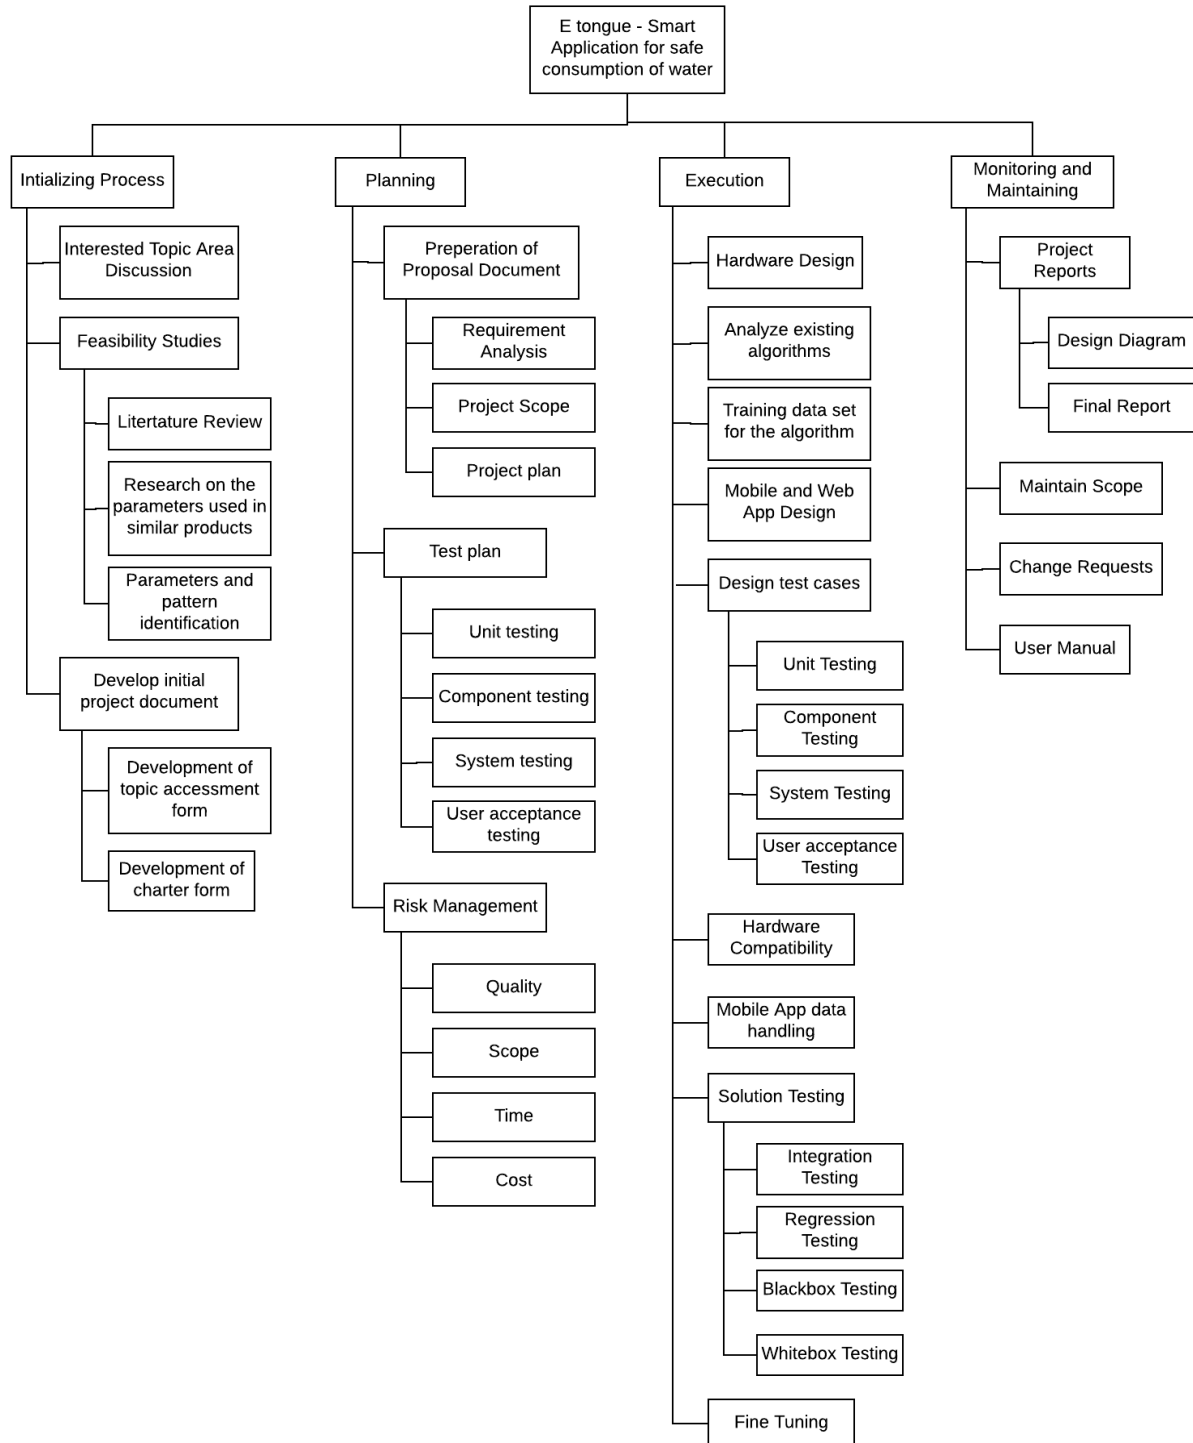 E tongue - Smart
Application for safe
consumption of water
Intializing Process
Interested Topic Area
Discussion
Feasibility Studies
Litertature Review
Research on the
parameters used in
similar products
Parameters and
pattern
identification
Develop initial
project document
Development of
topic accessment
form
Development of
charter form
Planning
Preperation of
Proposal Document
Requirement
Analysis
Project Scope
Project plan
Test plan
Unit testing
Component testing
System testing
User acceptance
testing
Risk Management
Quality
Scope
Time
Cost
Execution
Hardware Design
Analyze existing
algorithms
Training data set
for the algorithm
Mobile and Web
App Design
Design test cases
Unit Testing
Component
Testing
System Testing
User acceptance
Testing
Hardware
Compatibility
Mobile App data
handling
Solution Testing
Integration
Testing
Regression
Testing
Blackbox Testing
Whitebox Testing
Fine Tuning
Monitoring and
Maintaining
Project
Reports
Design Diagram
Final Report
Maintain Scope
Change Requests
User Manual